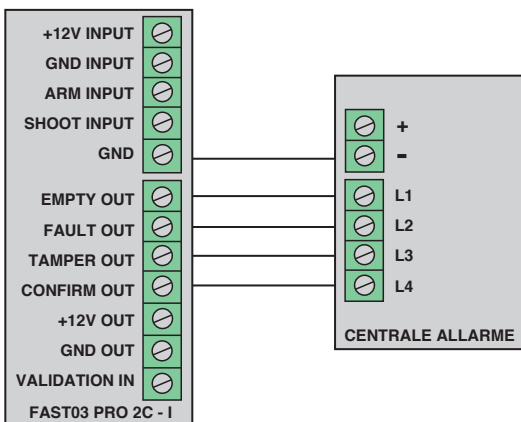 +12V INPUT
GND INPUT
ARM INPUT
SHOOT INPUT
GND
EMPTY OUT
FAULT OUT
TAMPER OUT
CONFIRM OUT
+12V OUT
GND OUT
VALIDATION IN
FAST03 PRO 2C - I
+
-
L1
L2
L3
L4
CENTRALE ALLARME